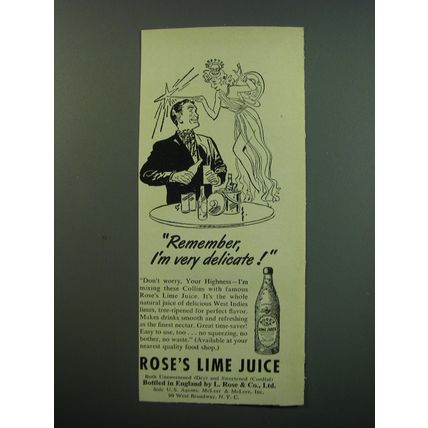 "Remember,
I'm very delicate!"
"Don't worry, Your Highness—I'm
mixing these Collins with famous
Rose's Lime Juice. It's the whole
natural juice of delicious West Indies
limes, tree-ripened for perfect flavor.
Makes drinks smooth and refreshing
as the finest nectar. Great time-saver!
Easy to use, too . . . no squeezing, no
bother, no waste." (Available at your
nearest quality food shop.)
ROSE'S LIME JUICE
Both Unsweetened (Dry) and Sweetened (Cordial)
Bottled in England by L. Rose & Co., Ltd.
Sole U. S. Agents: McLeer & McLeer, Inc.
90 West Broadway, N. Y. C.